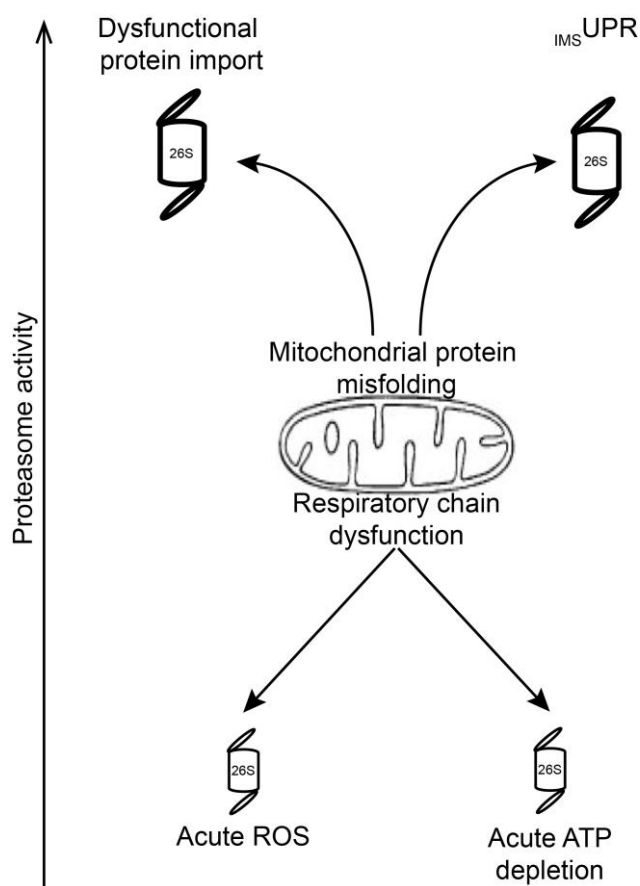 Dysfunctional
protein import
IMSUPR
26S
26S
Proteasome activity
Mitochondrial protein
misfolding
Respiratory chain
dysfunction
26S
26S
Acute ROS
Acute ATP
depletion